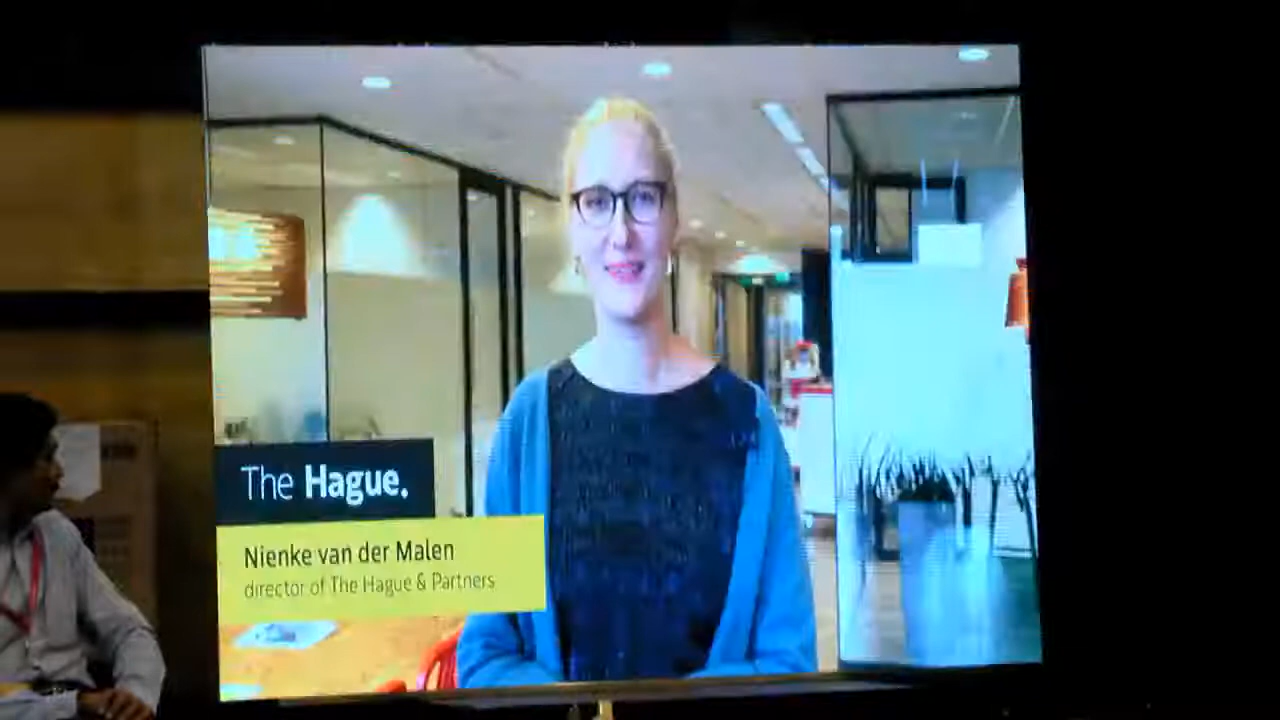 The Hague.
Nienke van der Malen
director of The Hague & Partners